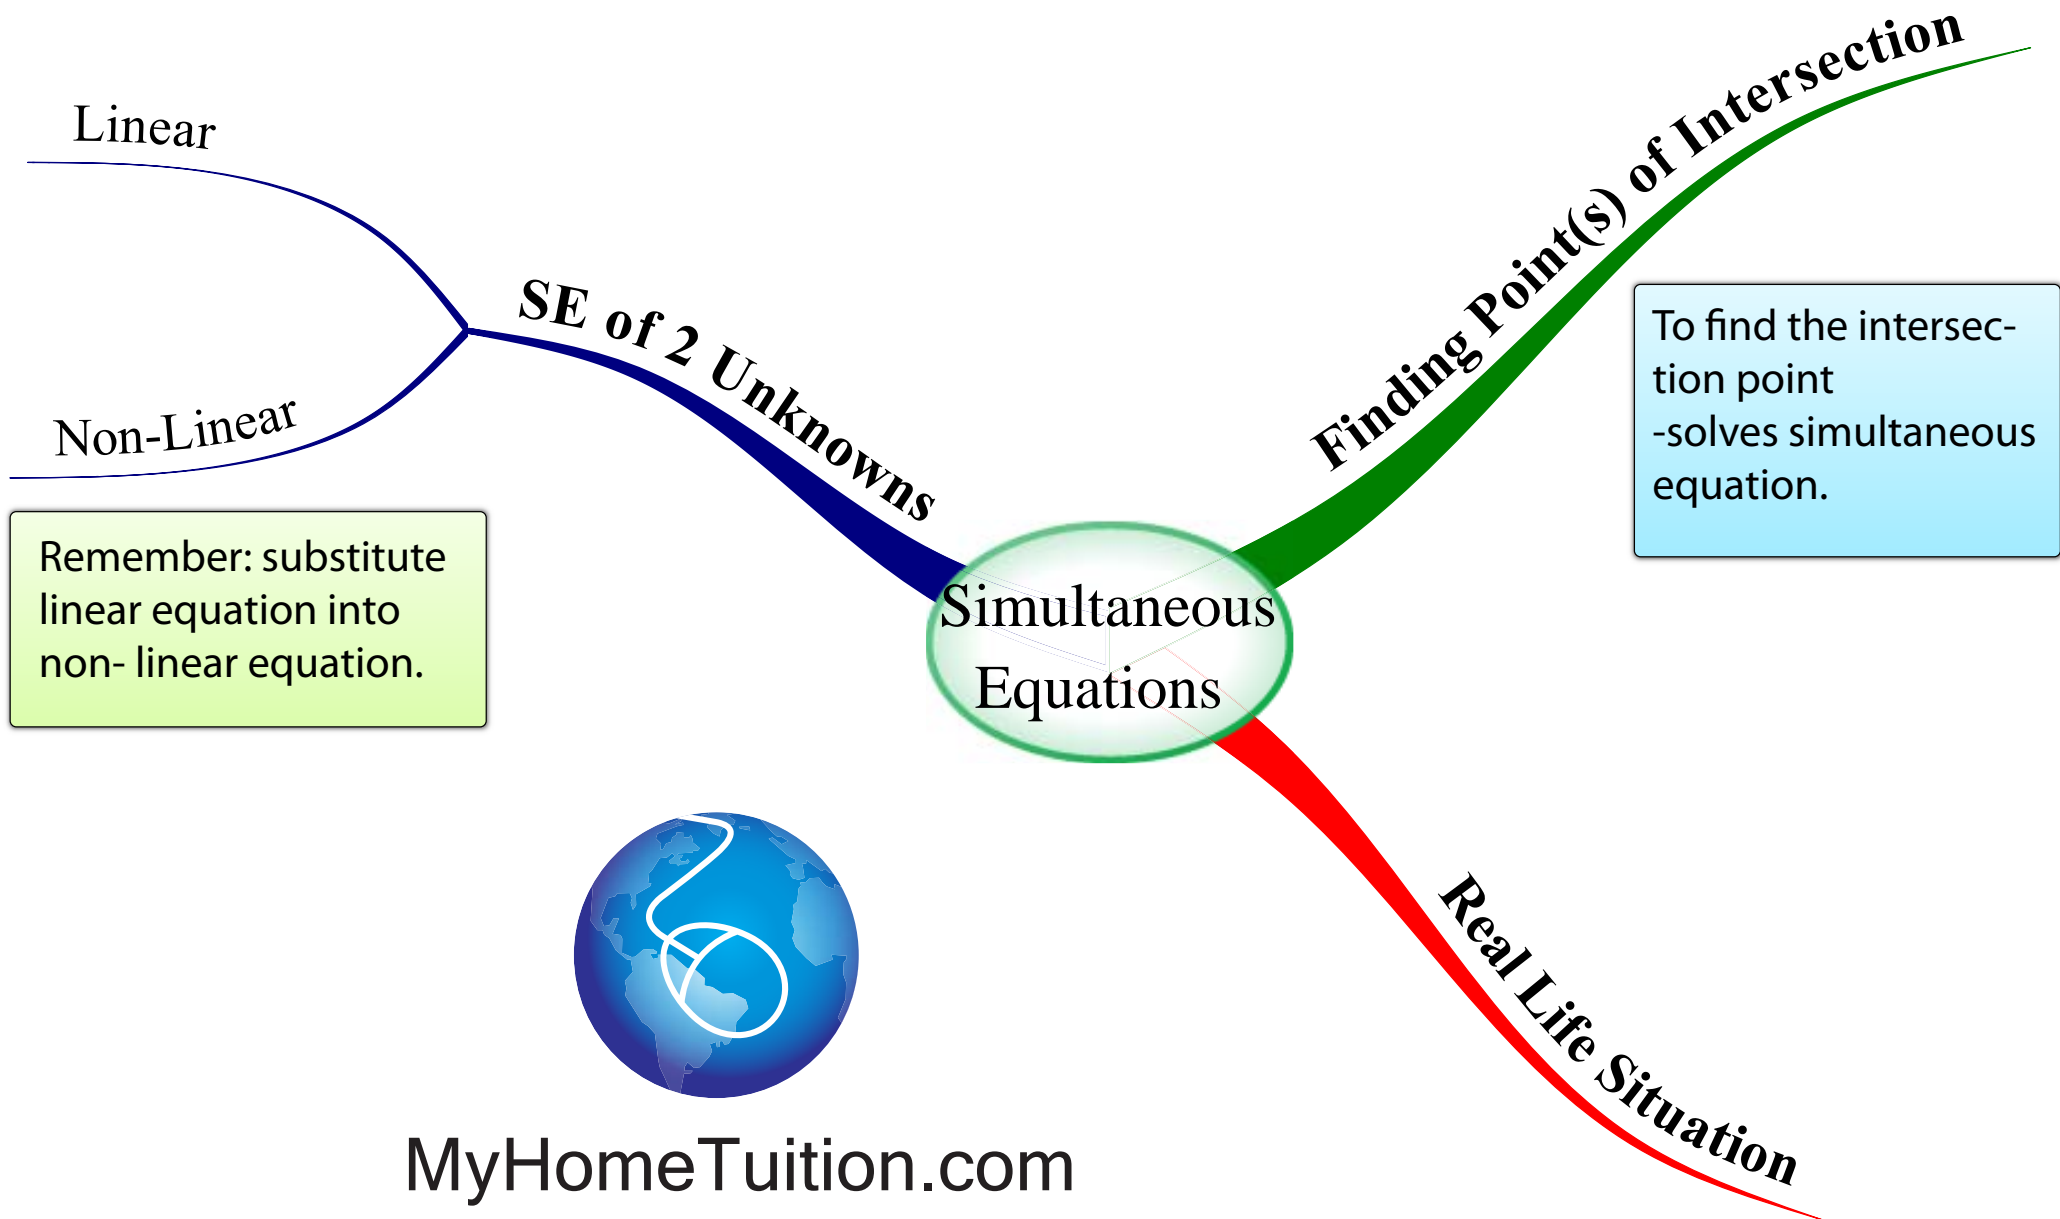 Linear
Non-Linear
SE of 2 Unknowns
Remember: substitute
linear equation into
non- linear equation.
Simultaneous
Equations
Finding Point(s) of Intersection
To find the intersec-
tion point
-solves simultaneous
equation.
Real Life Situation
MyHomeTuition.com